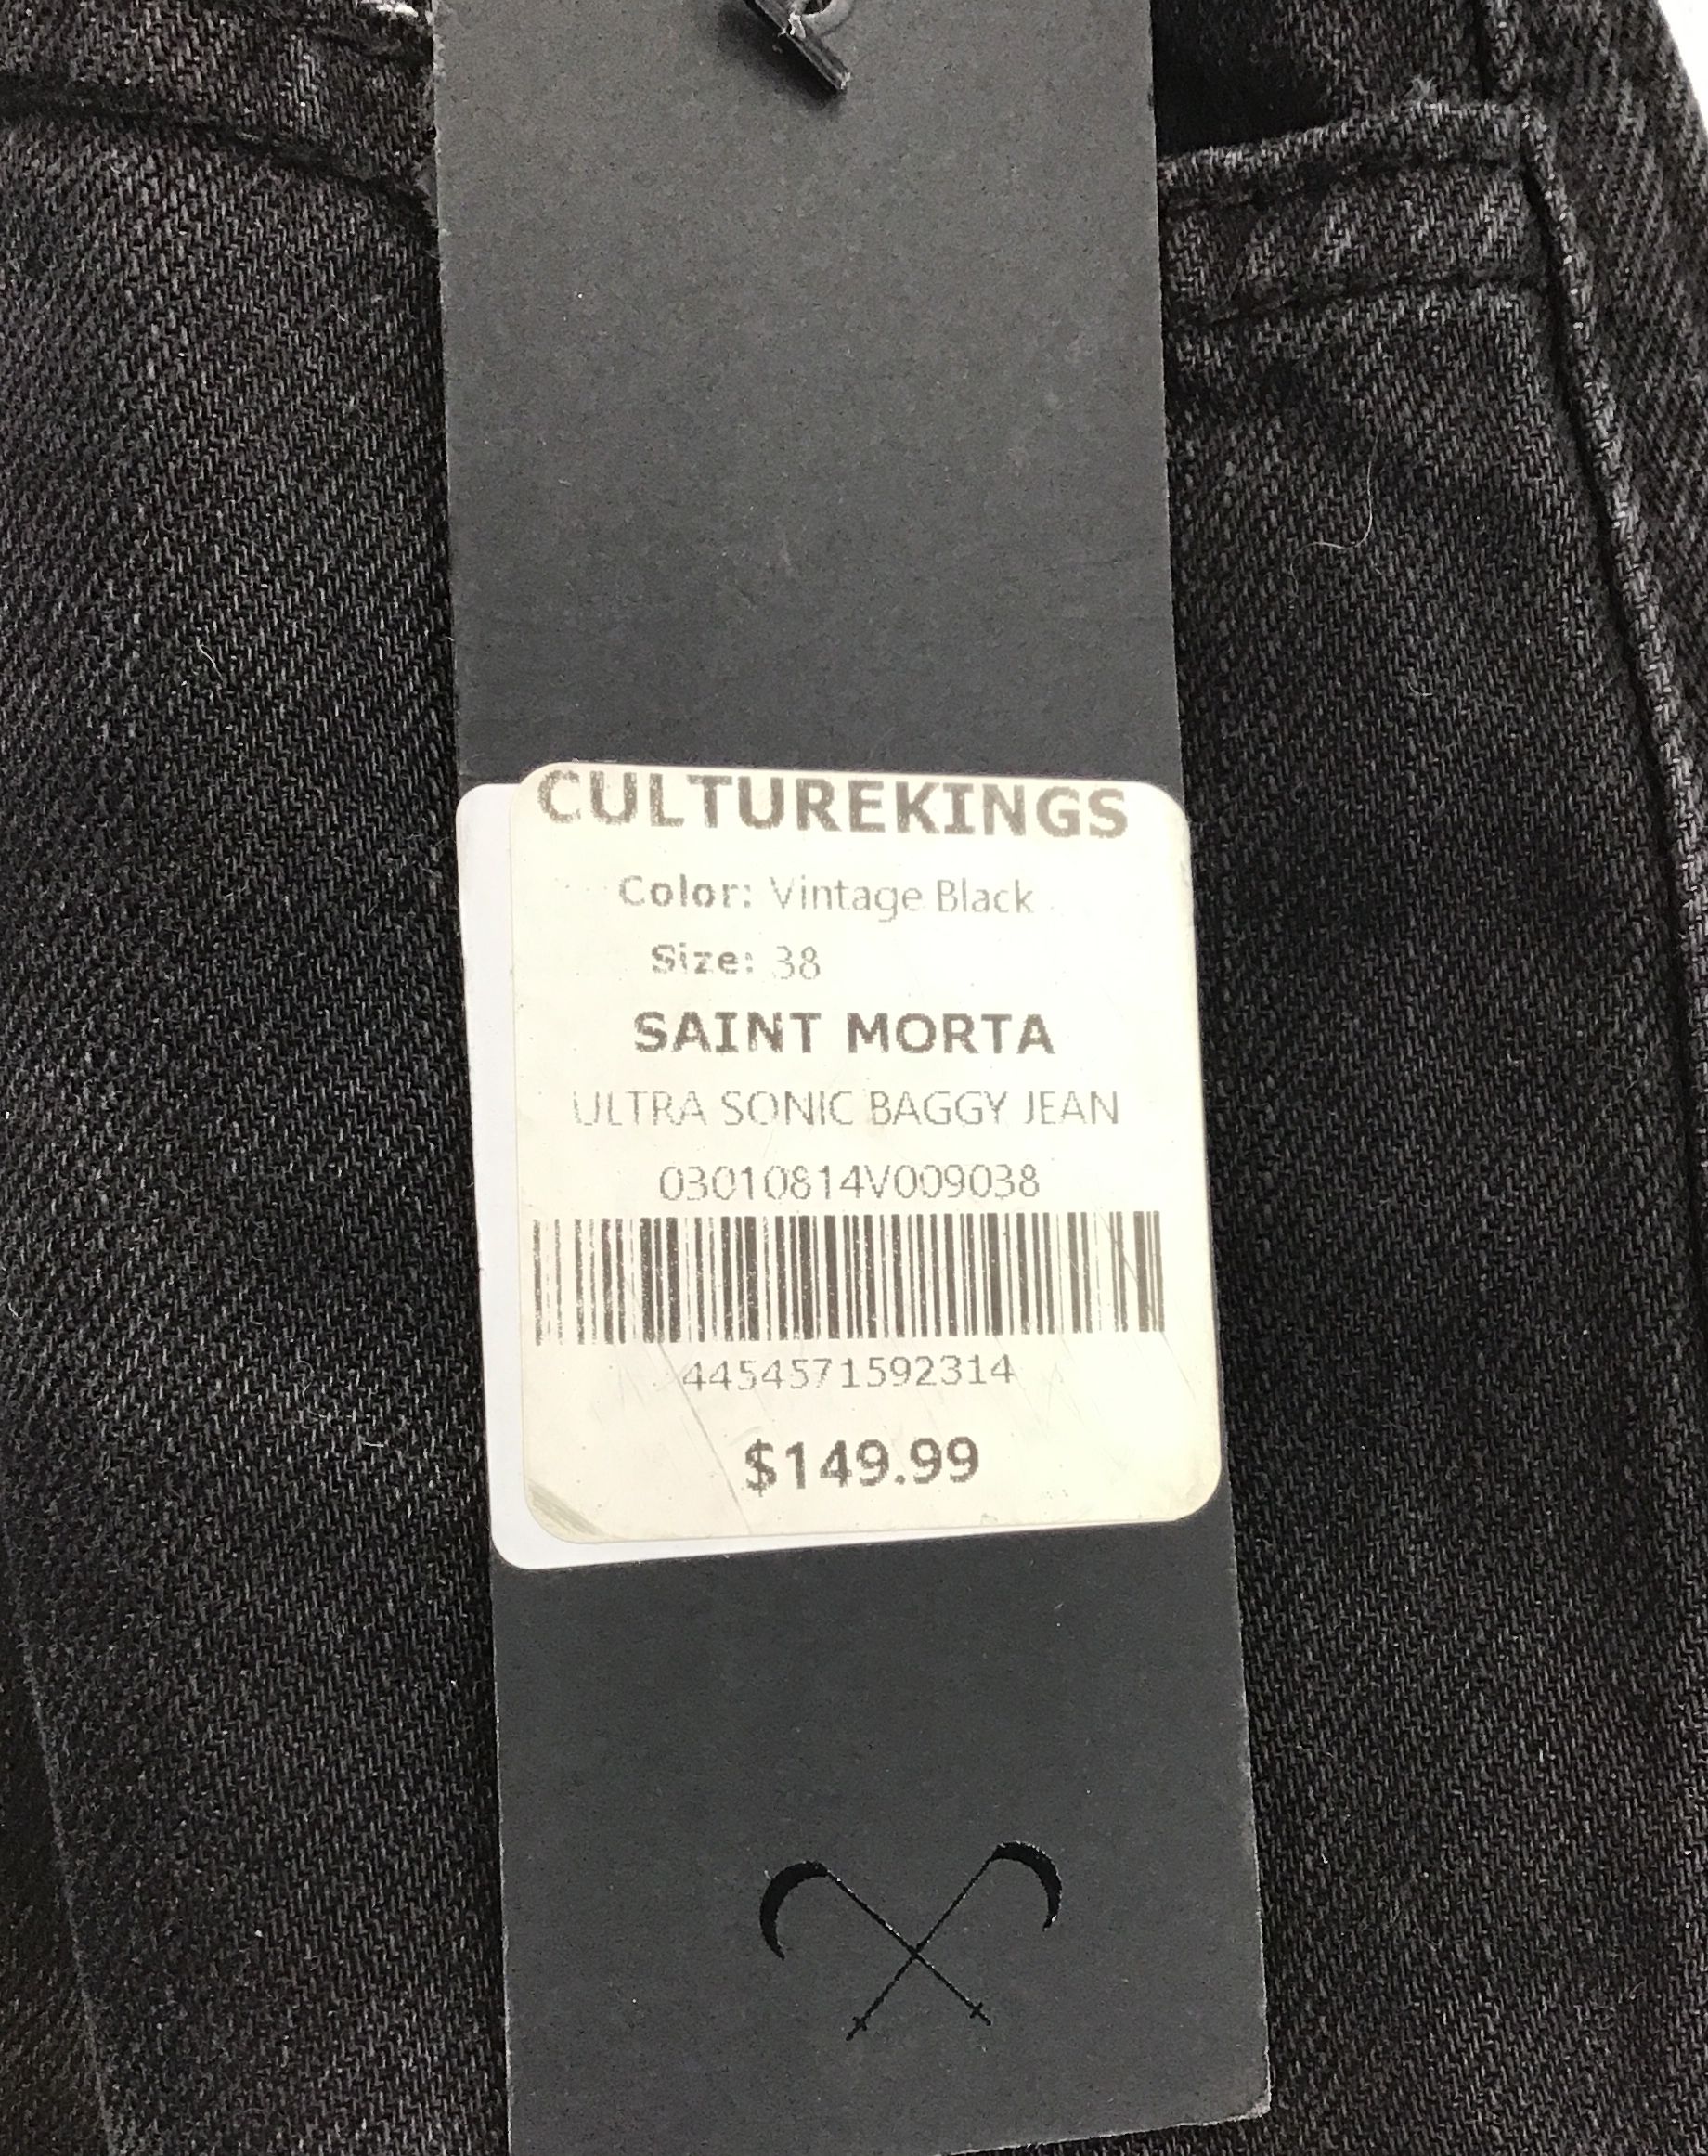 CULTUREKINGS
Color: Vintage Black
Size: 38
SAINT MORTA
ULTRA SONIC BAGGY JEAN
03010814V009038
4454571592314
$149.99